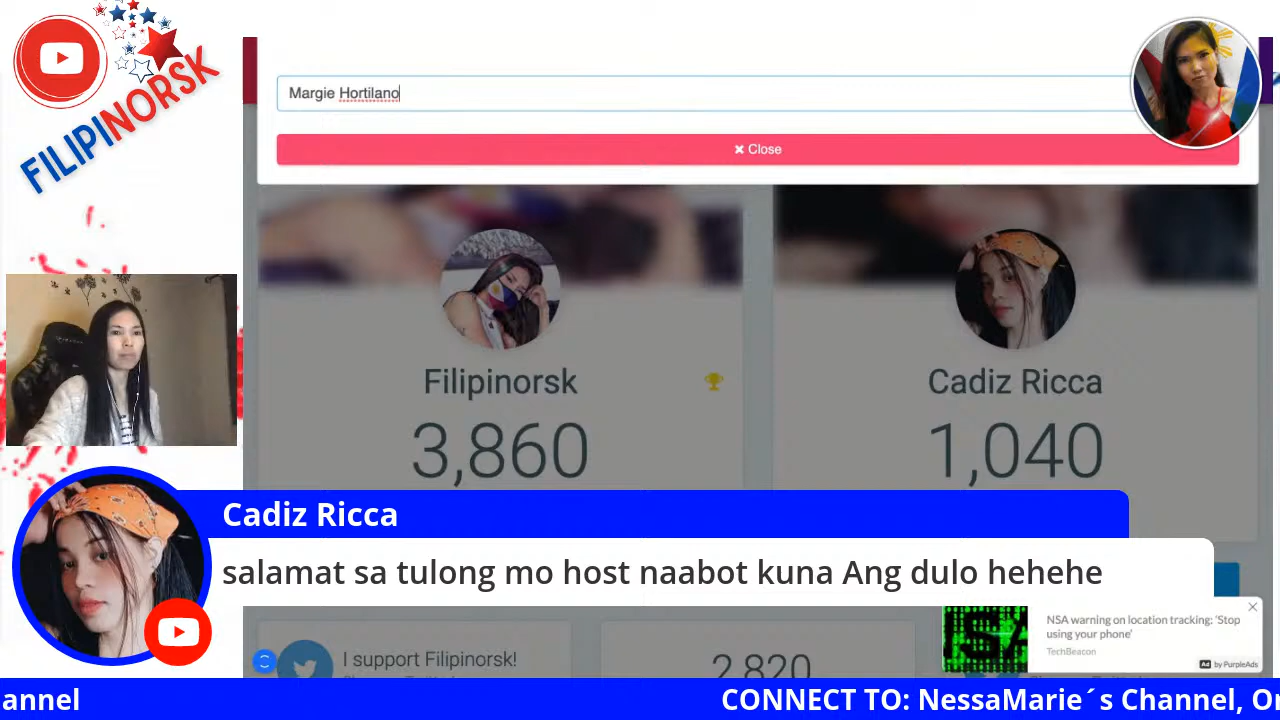 FILIPINORSK
Margie Hortilano
✖ Close
Filipinorsk
Cadiz Ricca
3,860
1,040
Cadiz Ricca
salamat sa tulong mo host naabot kuna Ang dulo hehehe
I support Filipinorsk!
2,820
NSA warning on location tracking: ‘Stop
using your phone’
TechBeacon
Ad by PurpleAds
annel
CONNECT TO: NessaMarie´s Channel, Or